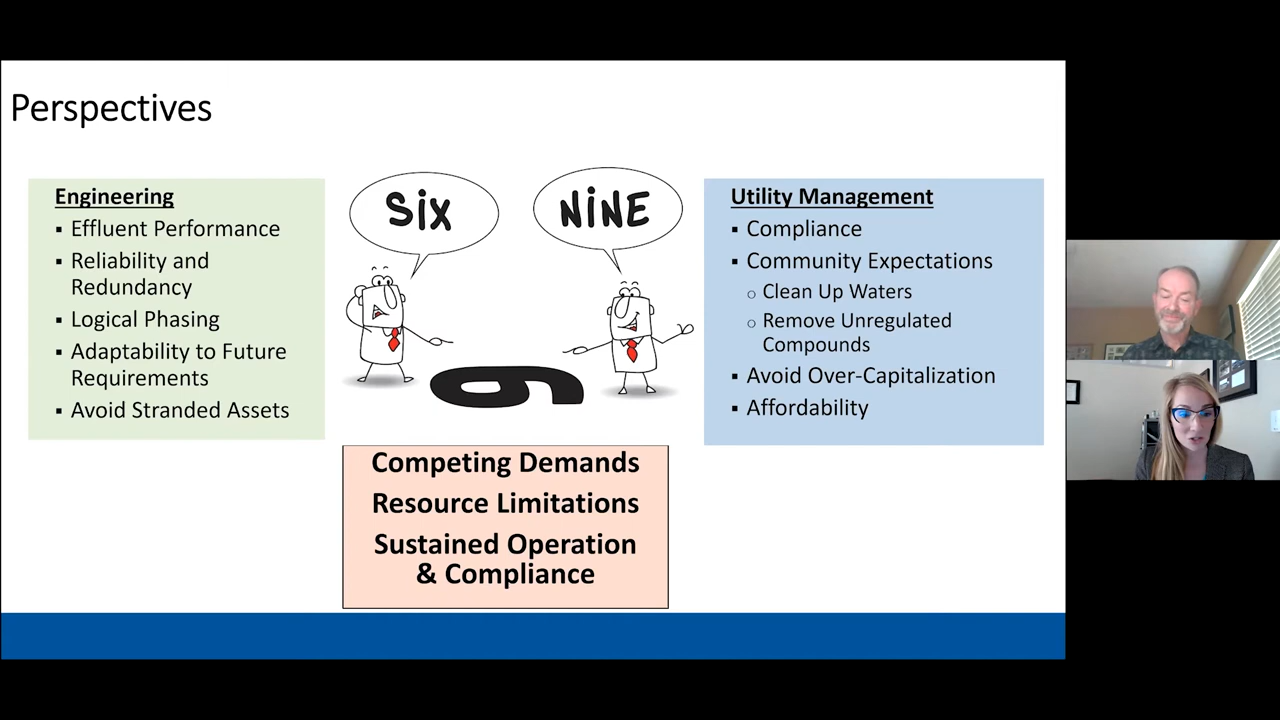 Perspectives
Engineering
▪ Effluent Performance
▪ Reliability and
Redundancy
▪ Logical Phasing
▪ Adaptability to Future
Requirements
▪ Avoid Stranded Assets
SiX
NiNE
6
Utility Management
▪ Compliance
▪ Community Expectations
o Clean Up Waters
o Remove Unregulated
Compounds
▪ Avoid Over-Capitalization
▪ Affordability
Competing Demands
Resource Limitations
Sustained Operation
& Compliance